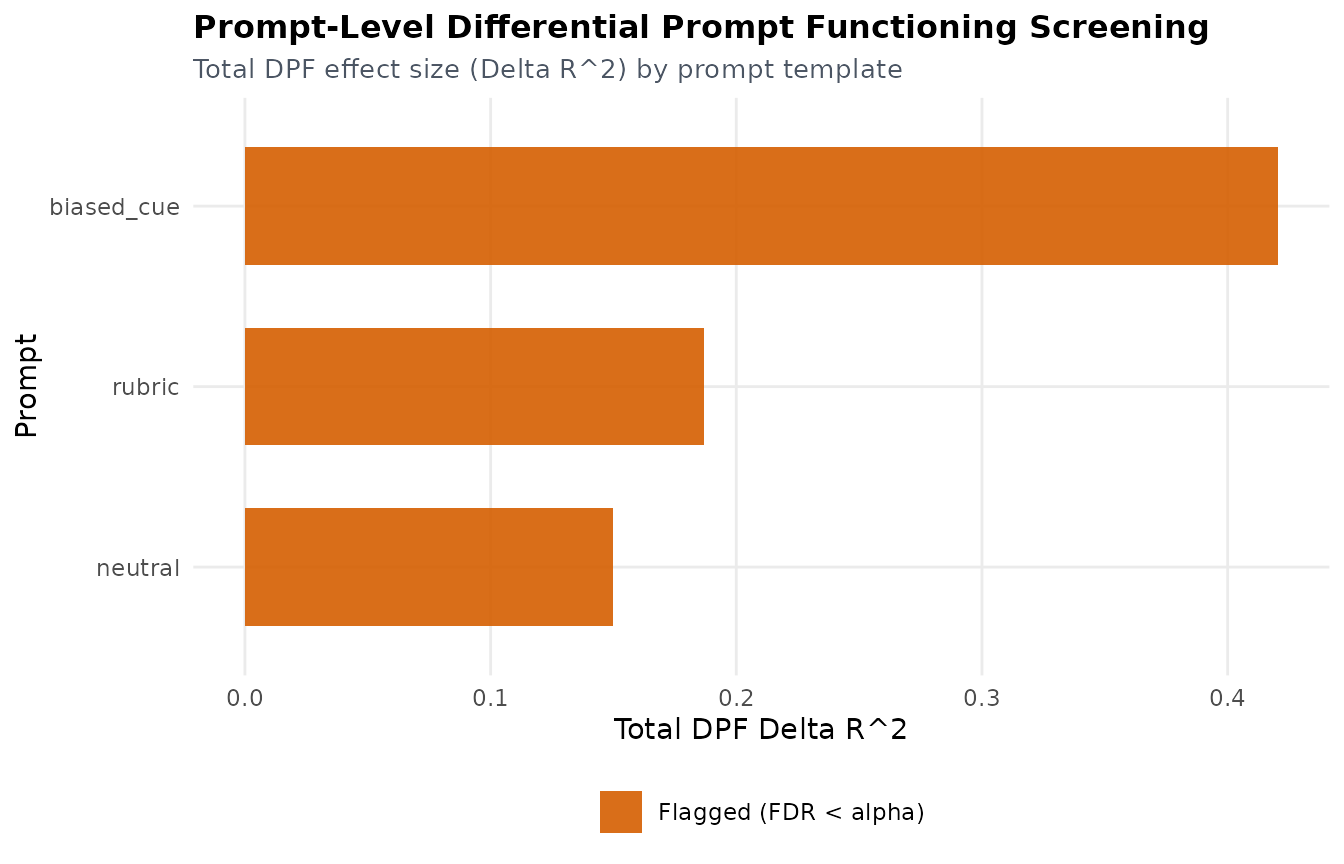 Prompt-Level Differential Prompt Functioning Screening
Total DPF effect size (Delta R^2) by prompt template
Prompt
biased_cue
rubric
neutral
0.0 0.1 0.2 0.3 0.4
Total DPF Delta R^2
Flagged (FDR < alpha)